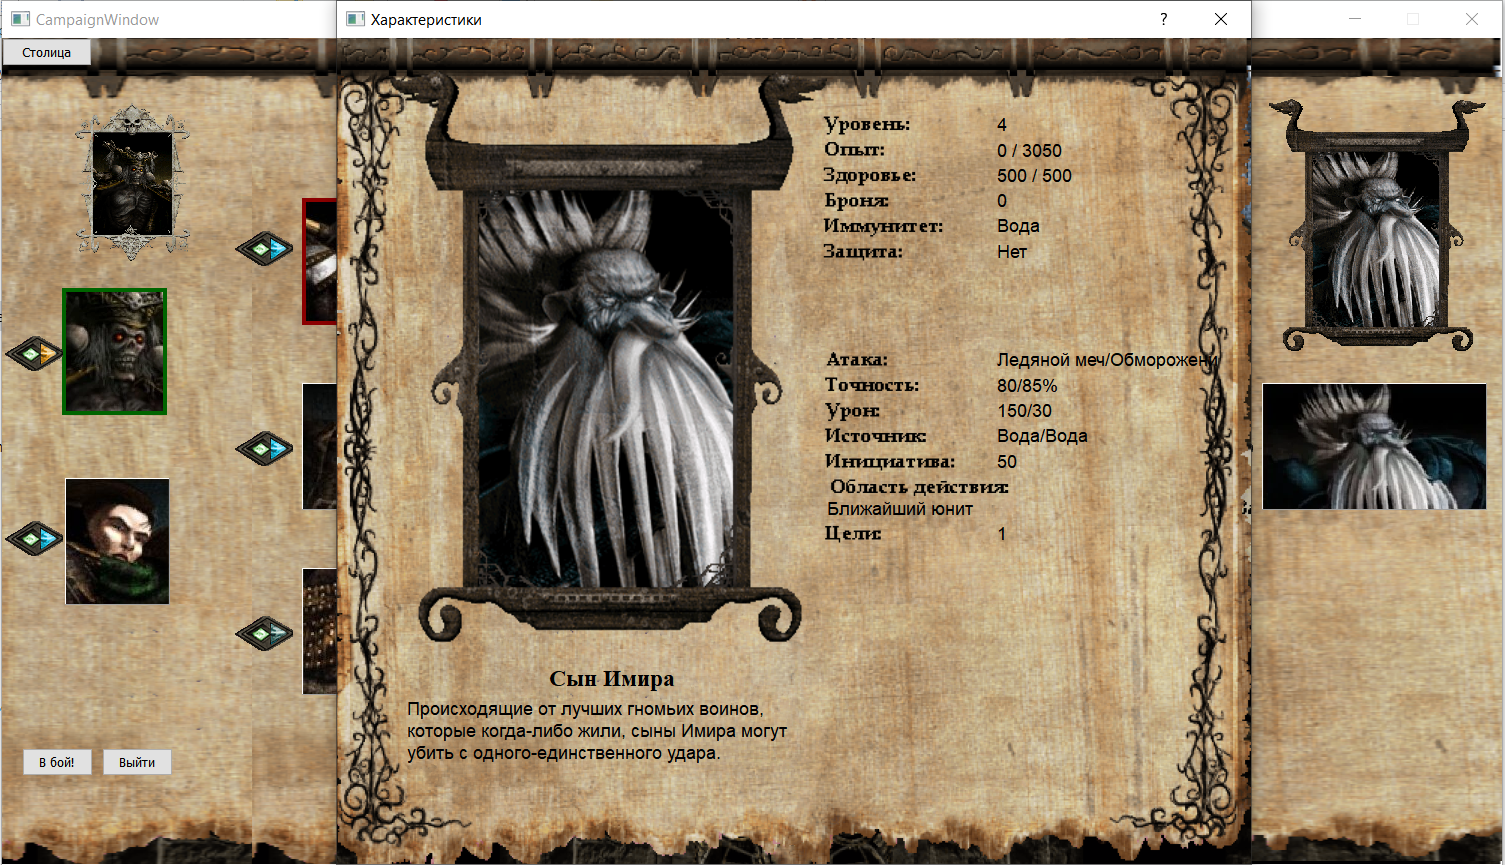 CampaignWindow
Характеристики
?
Столица
Уровень: 4
Опыт: 0 / 3050
Здоровье: 500 / 500
Броня: 0
Иммунитет: Вода
Защита: Нет
Атака: Ледяной меч/Обморожени
Точность: 80/85%
Урон: 150/30
Источник: Вода/Вода
Инициатива: 50
Область действия:
Ближайший юнит
Цели: 1
Сын Имира
Происходящие от лучших гномьих воинов,
которые когда-либо жили, сыны Имира могут
убить с одного-единственного удара.
В бой!
Выйти